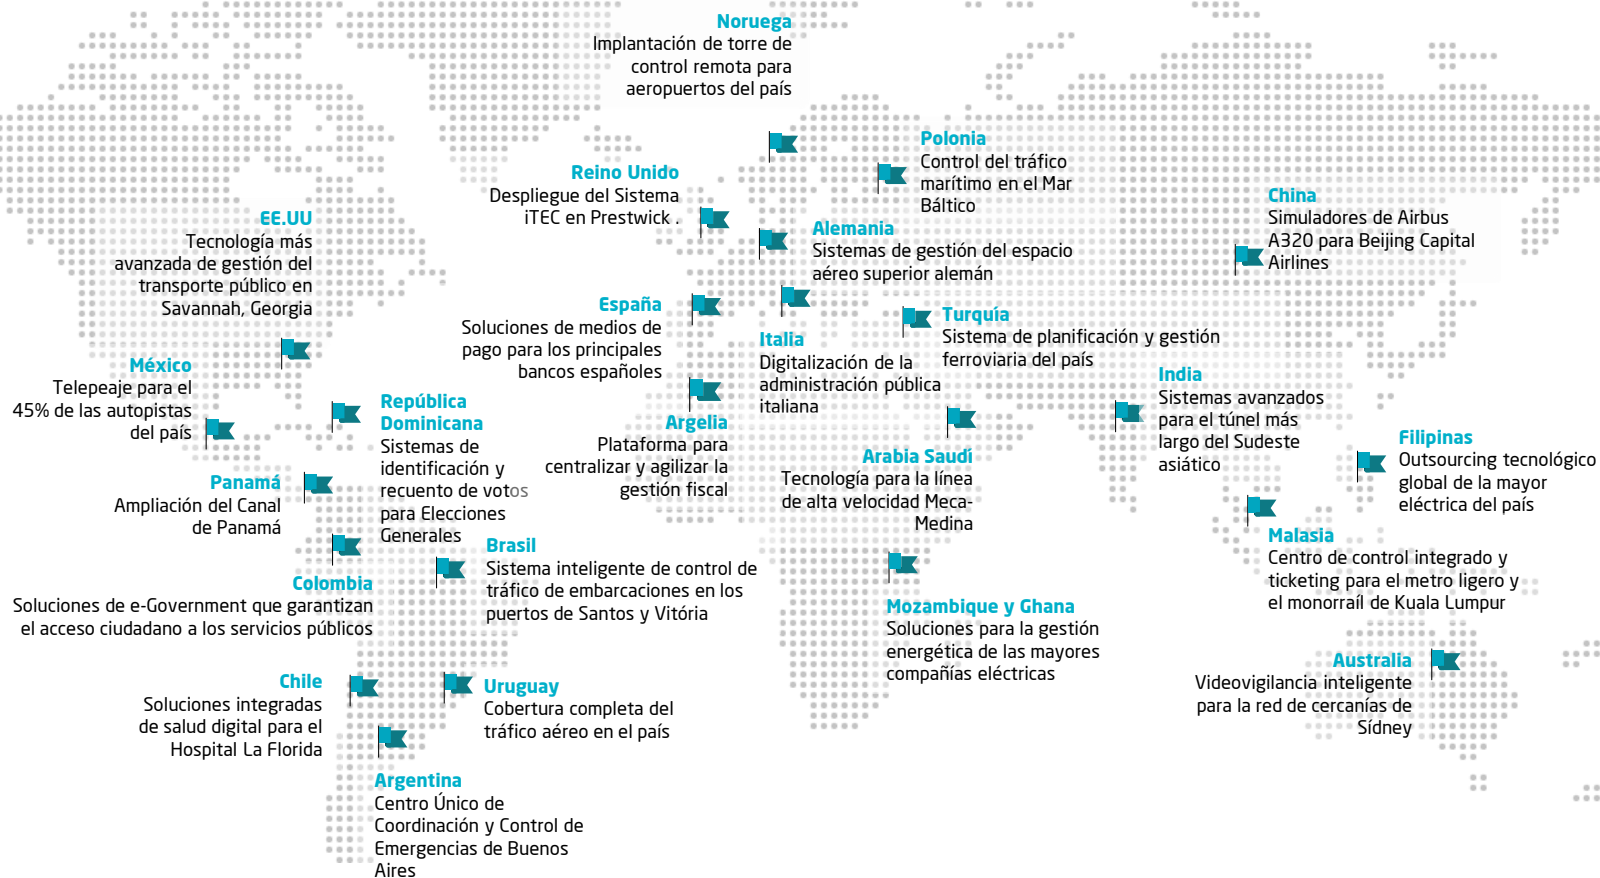 Noruega
Implantación de torre de
control remota para
aeropuertos del país
Polonia
Control del tráfico
marítimo en el Mar
Báltico
Reino Unido
Despliegue del Sistema
iTEC en Prestwick .
China
Simuladores de Airbus
A320 para Beijing Capital
Airlines
EE.UU
Tecnología más
avanzada de gestión del
transporte público en
Savannah, Georgia
Alemania
Sistemas de gestión del espacio
aéreo superior alemán
España
Soluciones de medios de
pago para los principales
bancos españoles
Turquía
Sistema de planificación y gestión
ferroviaria del país
Italia
Digitalización de la
administración pública
italiana
México
Telepeaje para el
45% de las autopistas
del país
India
Sistemas avanzados
para el túnel más
largo del Sudeste
asiático
República
Dominicana
Sistemas de
identificación y
recuento de votos
para Elecciones
Generales
Argelia
Plataforma para
centralizar y agilizar la
gestión fiscal
Arabia Saudí
Tecnología para la línea
de alta velocidad Meca-
Medina
Filipinas
Outsourcing tecnológico
global de la mayor
eléctrica del país
Panamá
Ampliación del Canal
de Panamá
Malasia
Centro de control integrado y
ticketing para el metro ligero y
el monorraíl de Kuala Lumpur
Brasil
Sistema inteligente de control de
tráfico de embarcaciones en los
puertos de Santos y Vitória
Colombia
Soluciones de e-Government que garantizan
el acceso ciudadano a los servicios públicos
Mozambique y Ghana
Soluciones para la gestión
energética de las mayores
compañías eléctricas
Australia
Videovigilancia inteligente
para la red de cercanías de
Sídney
Chile
Soluciones integradas
de salud digital para el
Hospital La Florida
Uruguay
Cobertura completa del
tráfico aéreo en el país
Argentina
Centro Único de
Coordinación y Control de
Emergencias de Buenos
Aires